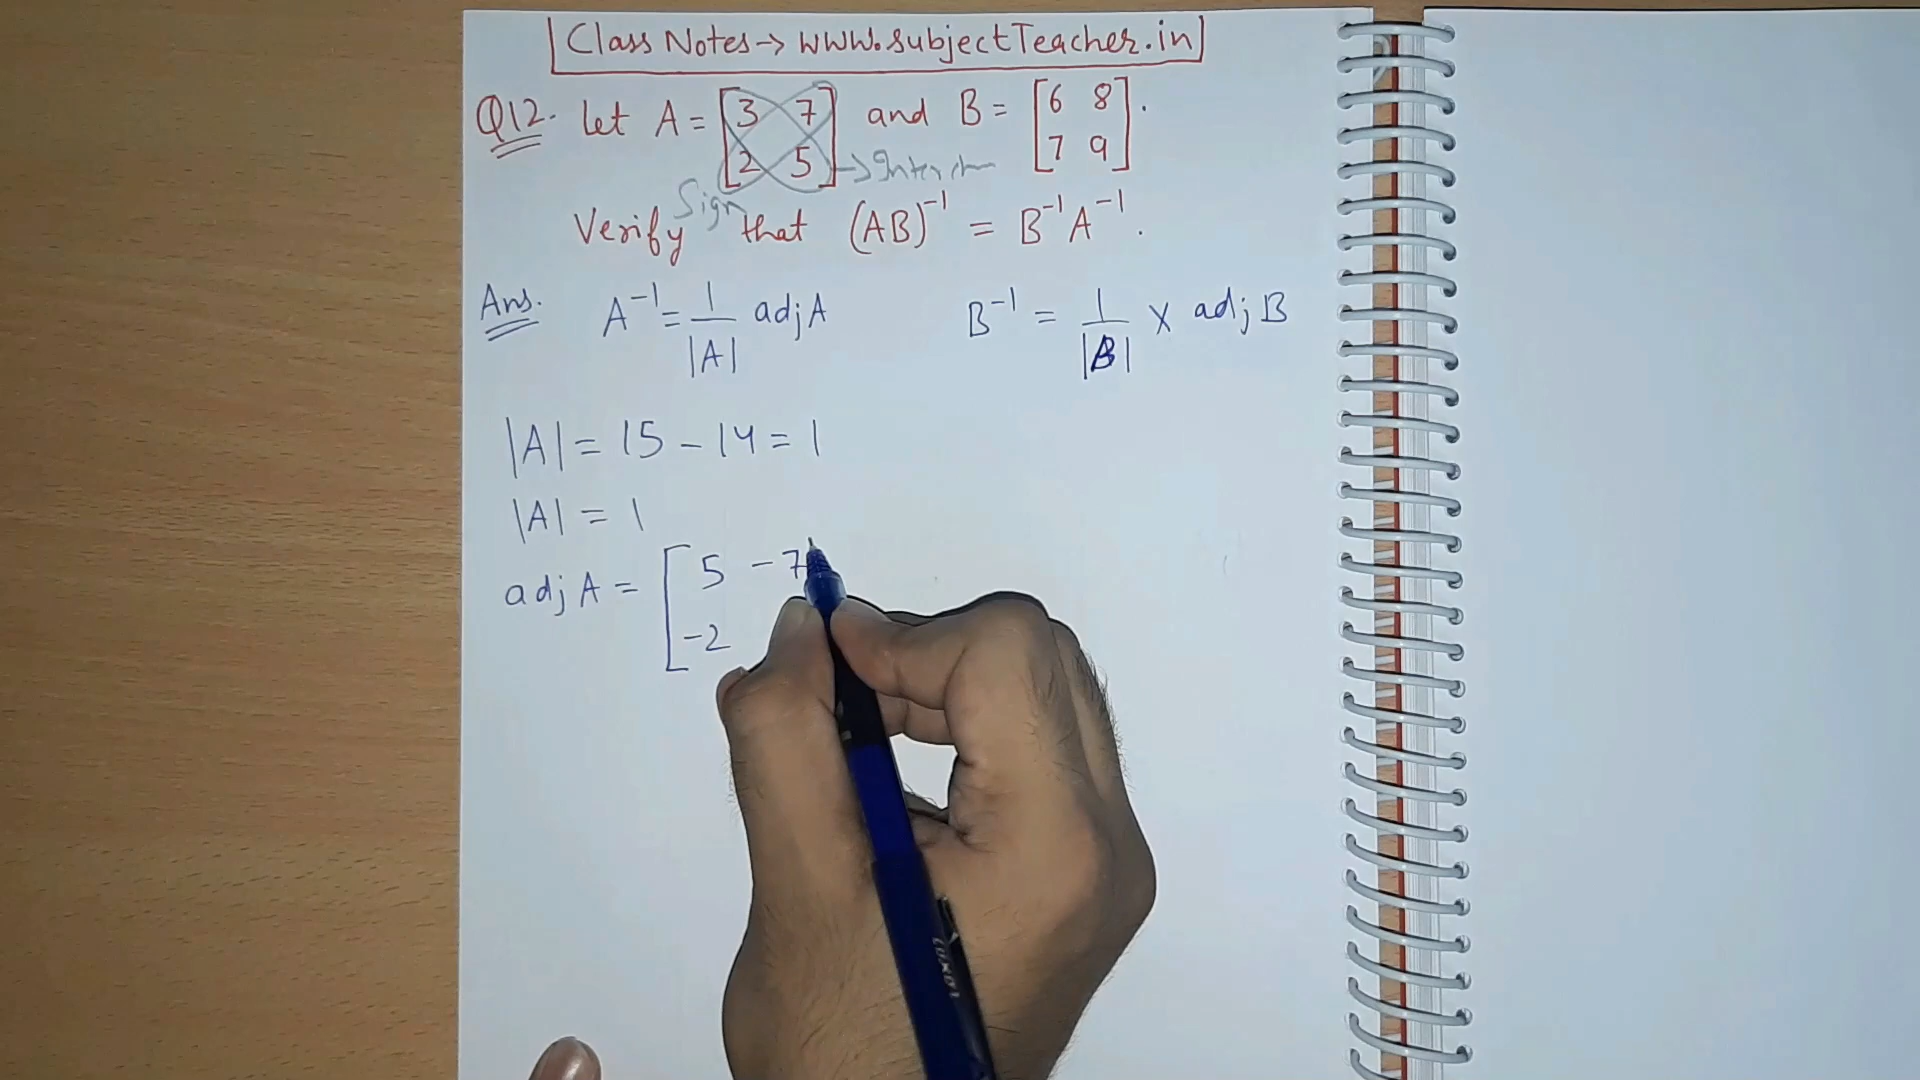 Class Notes → www.subjectTeacher.in
Q12. Let A = [3 7 and B = [6 8
2 5] → Interch 7 9].
Sign
Verify that (AB)⁻¹ = B⁻¹A⁻¹.
Ans. A⁻¹ = 1/|A| adj A B⁻¹ = 1/|B| × adj B
|A| = 15 - 14 = 1
|A| = 1
adj A = [5 -7
-2